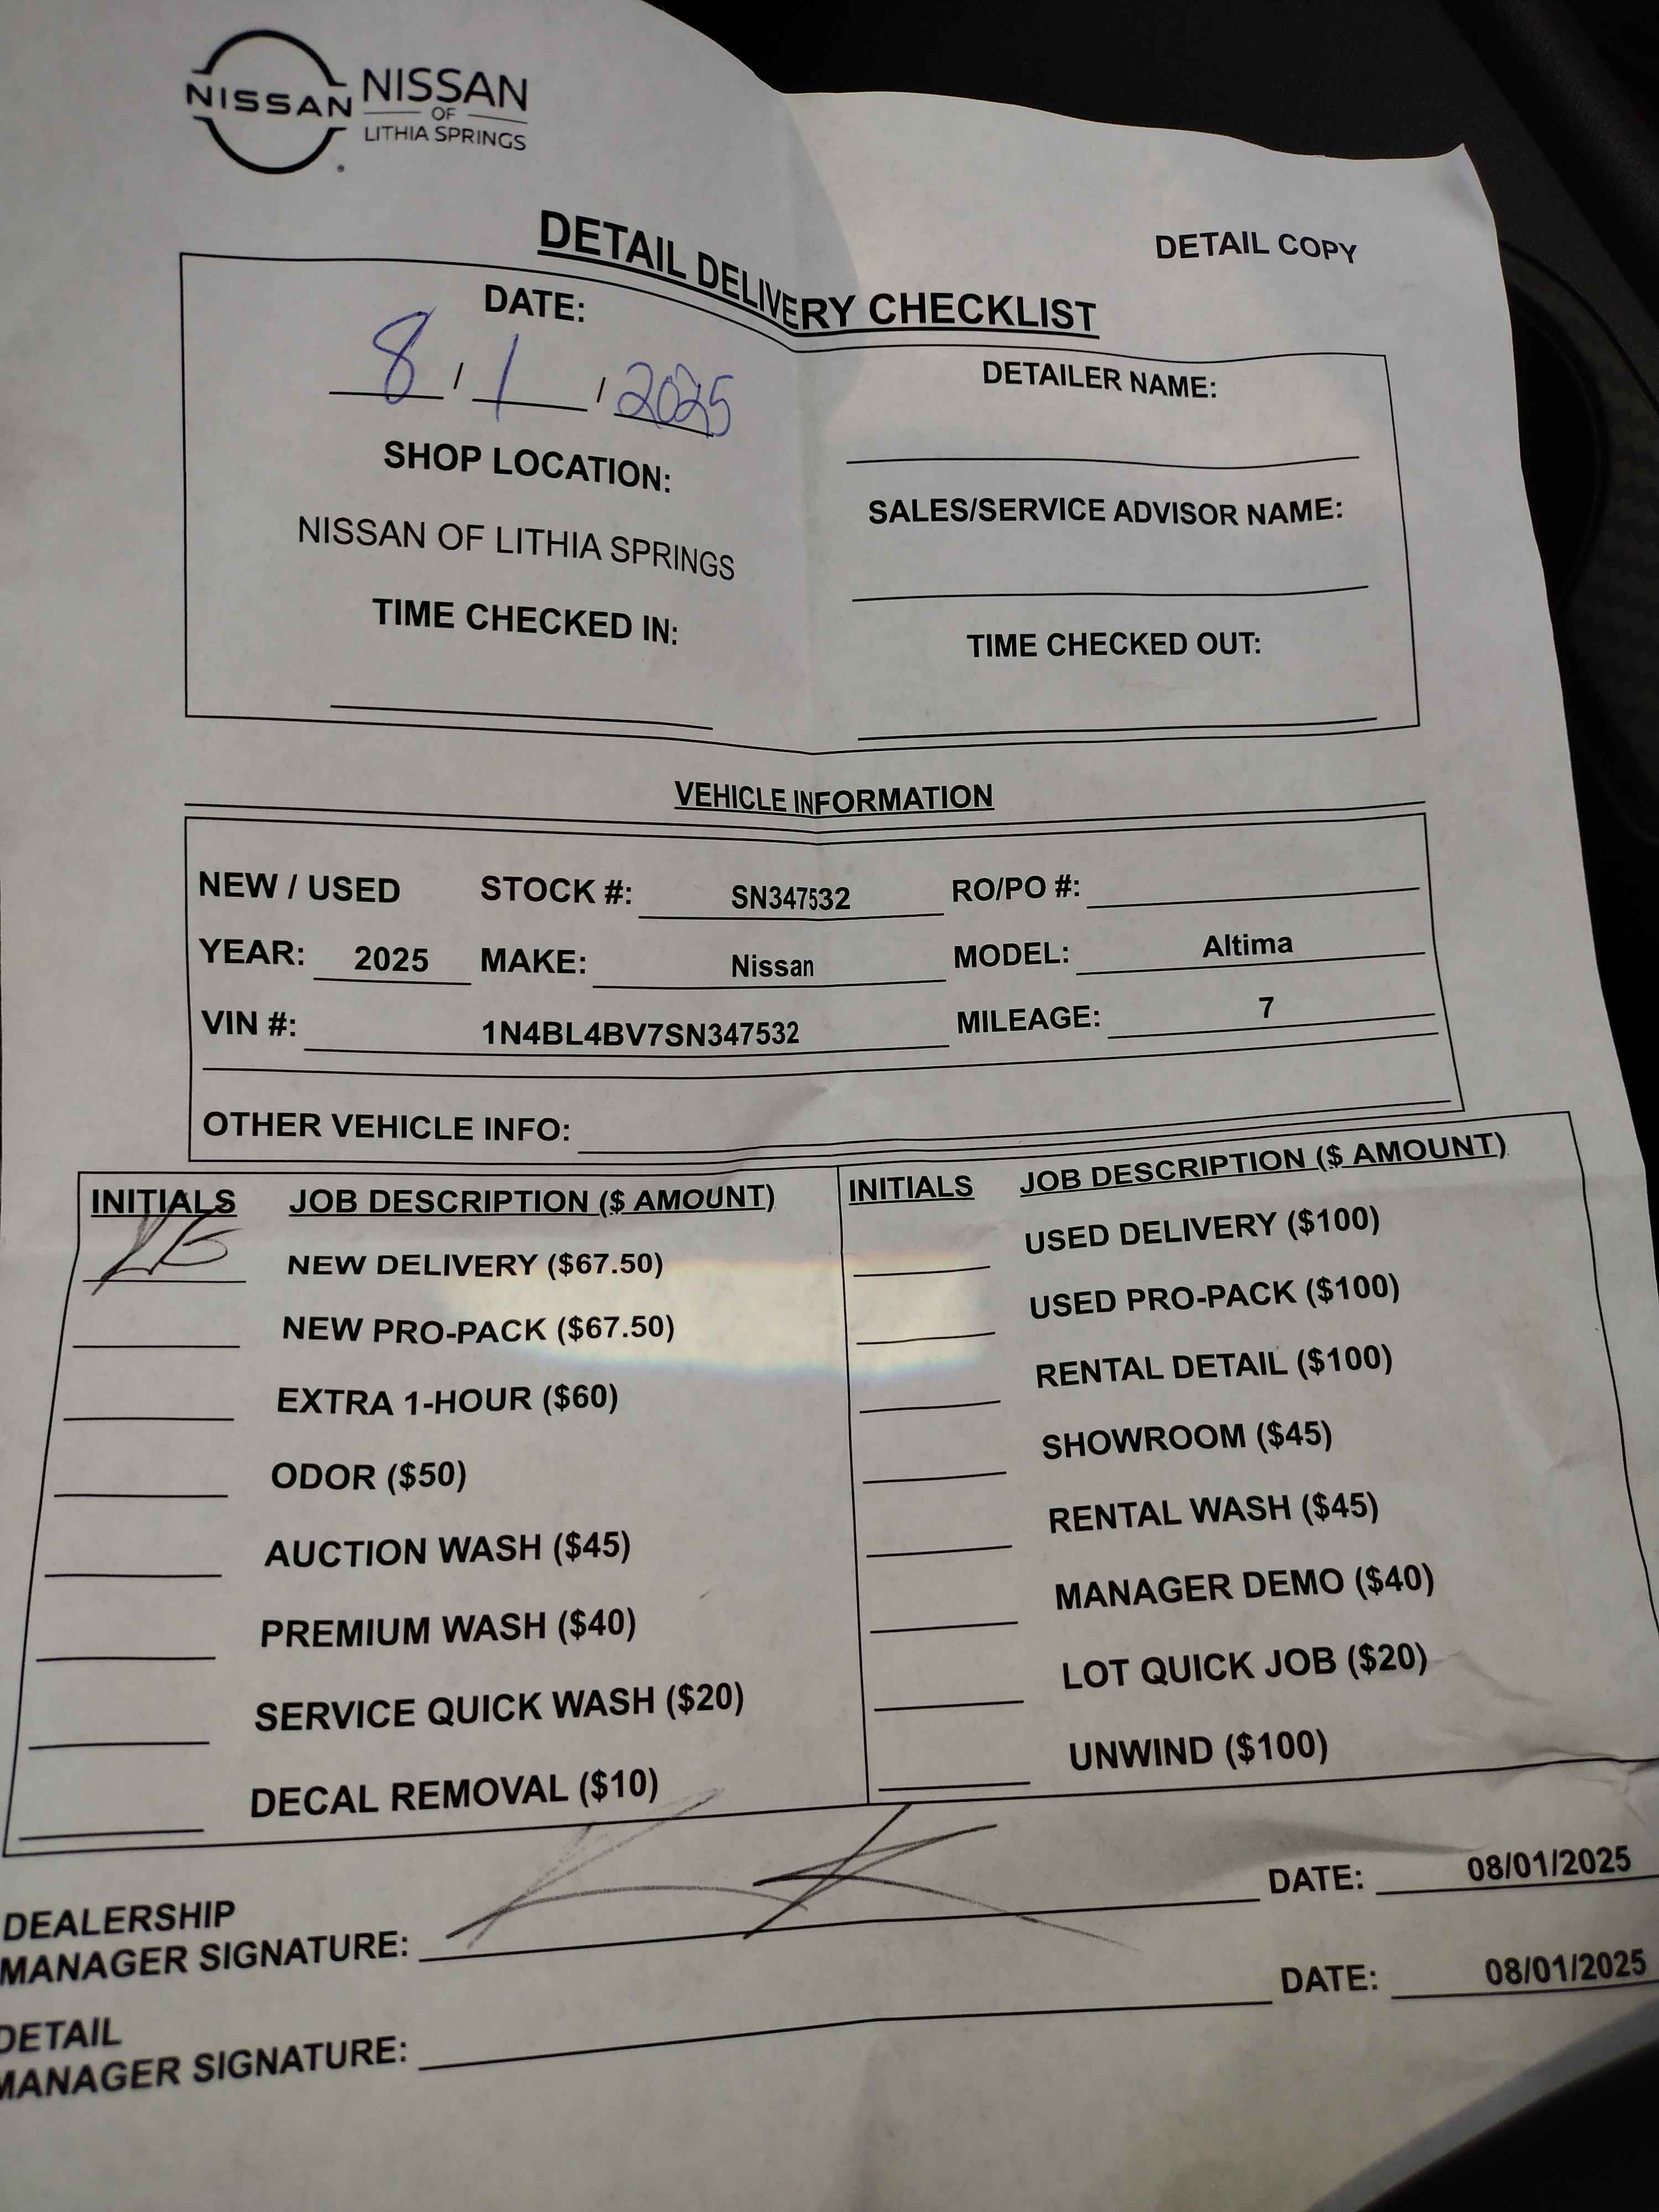 NISSAN
NISSAN
OF
LITHIA SPRINGS
DETAIL COPY
DETAIL DELIVERY CHECKLIST
DATE:
8 / 1 / 2025
SHOP LOCATION:
NISSAN OF LITHIA SPRINGS
TIME CHECKED IN:
DETAILER NAME:
SALES/SERVICE ADVISOR NAME:
TIME CHECKED OUT:
VEHICLE INFORMATION
NEW / USED STOCK #: SN347532 RO/PO #:
YEAR: 2025 MAKE: Nissan MODEL: Altima
VIN #: 1N4BL4BV7SN347532 MILEAGE: 7
OTHER VEHICLE INFO:
INITIALS JOB DESCRIPTION ($ AMOUNT)
NEW DELIVERY ($67.50)
NEW PRO-PACK ($67.50)
EXTRA 1-HOUR ($60)
ODOR ($50)
AUCTION WASH ($45)
PREMIUM WASH ($40)
SERVICE QUICK WASH ($20)
DECAL REMOVAL ($10)
INITIALS JOB DESCRIPTION ($ AMOUNT)
USED DELIVERY ($100)
USED PRO-PACK ($100)
RENTAL DETAIL ($100)
SHOWROOM ($45)
RENTAL WASH ($45)
MANAGER DEMO ($40)
LOT QUICK JOB ($20)
UNWIND ($100)
DEALERSHIP
MANAGER SIGNATURE: DATE: 08/01/2025
DETAIL
MANAGER SIGNATURE: DATE: 08/01/2025